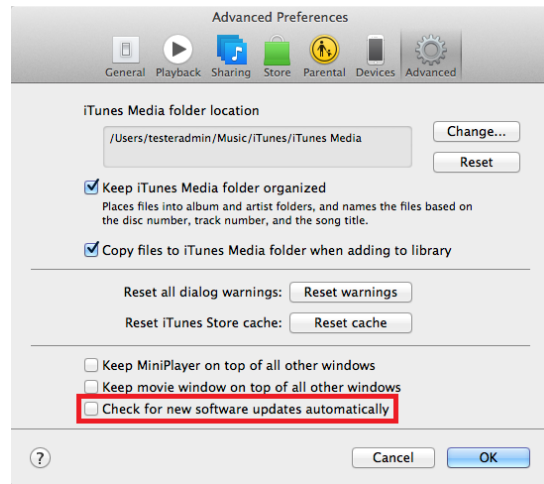 Advanced Preferences
General Playback Sharing Store Parental Devices Advanced
iTunes Media folder location
/Users/testeradmin/Music/iTunes/iTunes Media
Change...
Reset
Keep iTunes Media folder organized
Places files into album and artist folders, and names the files based on
the disc number, track number, and the song title.
Copy files to iTunes Media folder when adding to library
Reset all dialog warnings: Reset warnings
Reset iTunes Store cache: Reset cache
Keep MiniPlayer on top of all other windows
Keep movie window on top of all other windows
Check for new software updates automatically
? Cancel OK